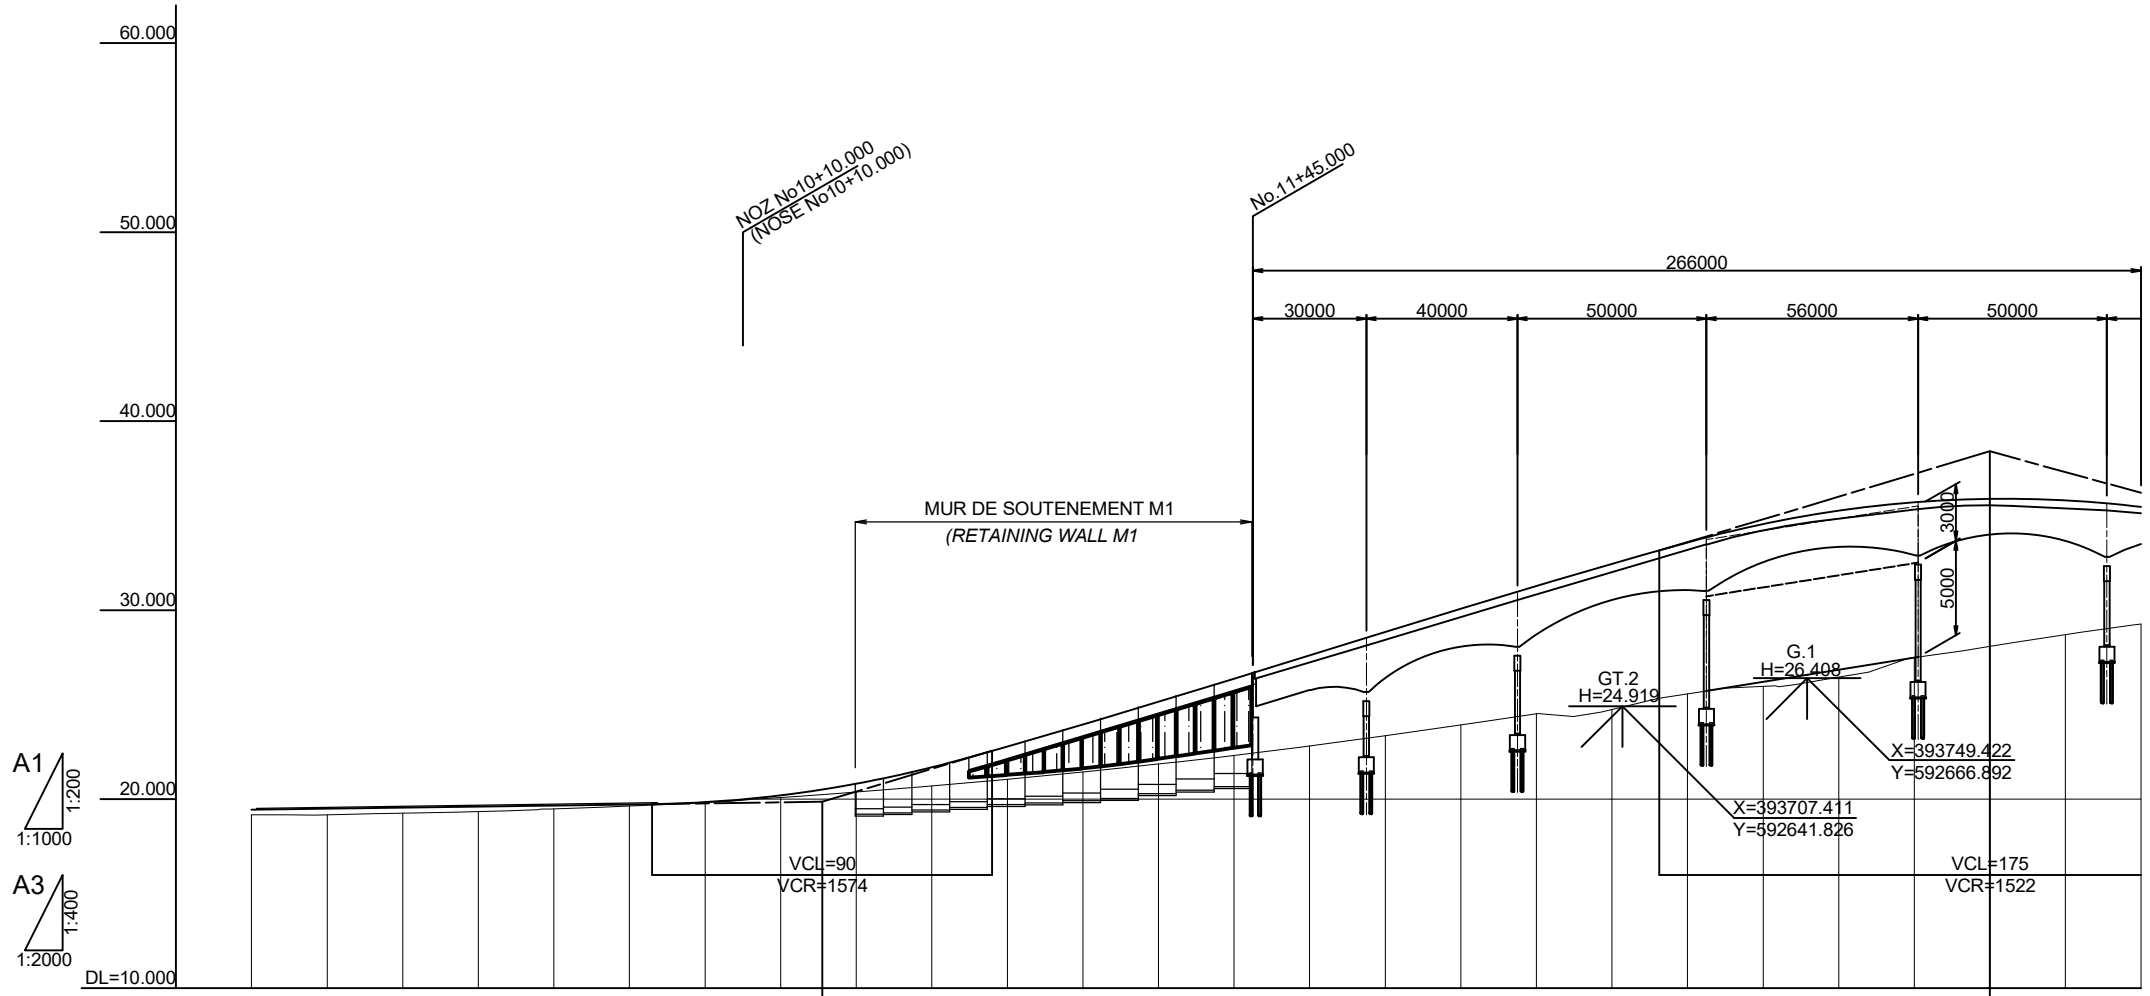 60.000
50.000
40.000
30.000
20.000
DL=10.000
NOZ No10+10.000
(NOSE No10+10.000)
No.11+45.000
266000
30000
40000
50000
56000
50000
MUR DE SOUTENEMENT M1
(RETAINING WALL M1
3000
5000
GT.2
H=24.919
G.1
H=26.408
X=393749.422
Y=592666.892
X=393707.411
Y=592641.826
VCL=90
VCR=1574
VCL=175
VCR=1522
A1
1:200
1:1000
A3
1:400
1:2000